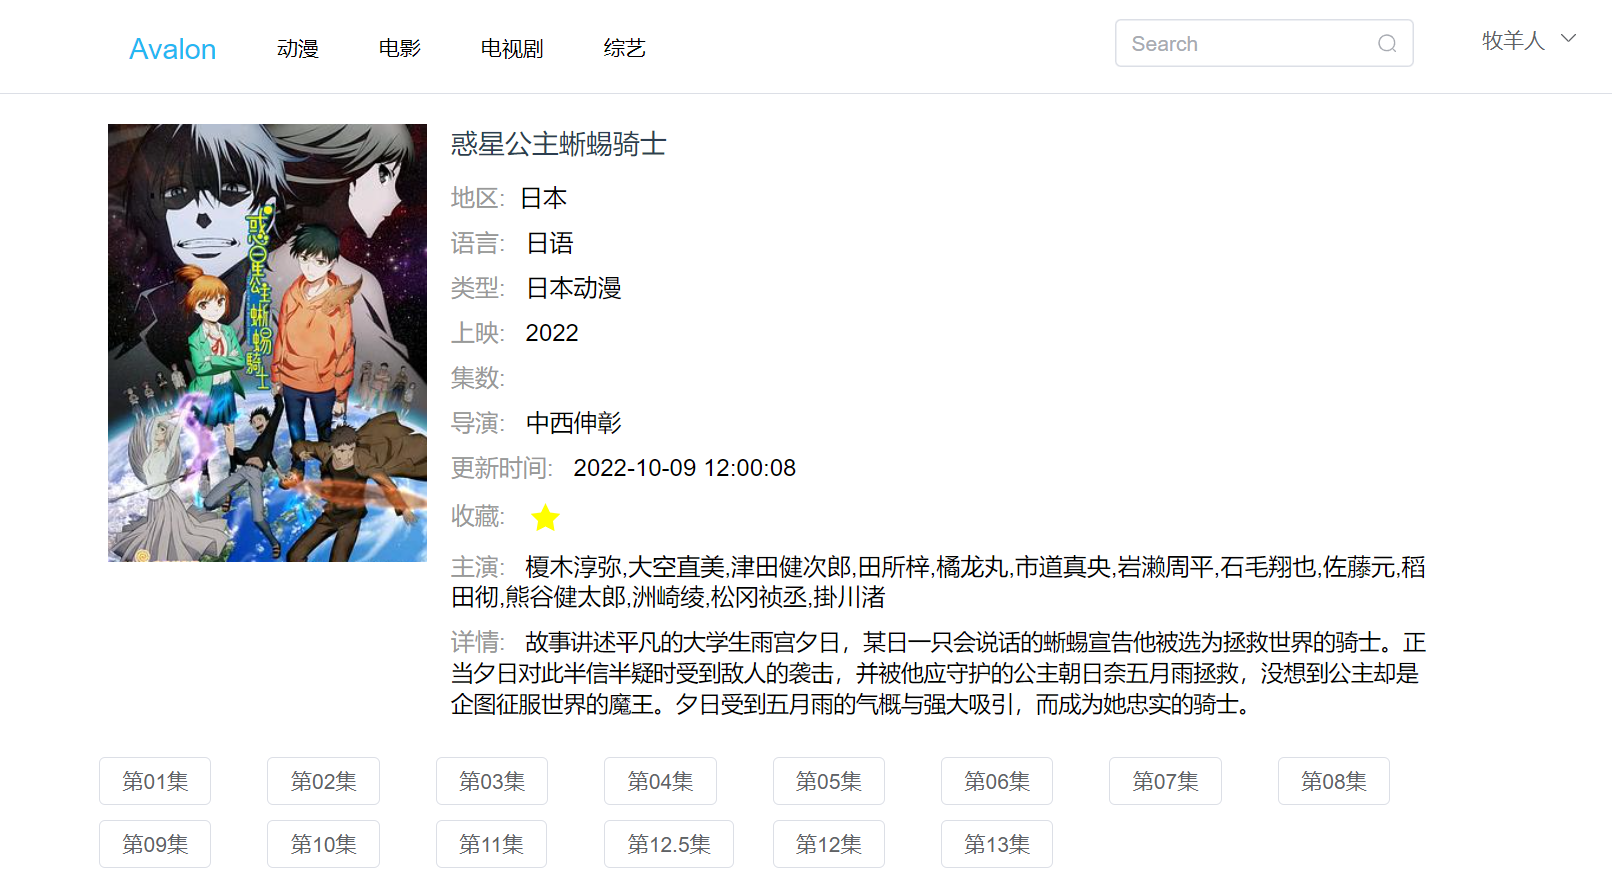 Avalon 动漫 电影 电视剧 综艺 Search 牧羊人
惑星公主蜥蜴骑士
惑星公主蜥蜴騎士
地区: 日本
语言: 日语
类型: 日本动漫
上映: 2022
集数:
导演: 中西伸彰
更新时间: 2022-10-09 12:00:08
收藏:
主演: 榎木淳弥,大空直美,津田健次郎,田所梓,橘龙丸,市道真央,岩濑周平,石毛翔也,佐藤元,稻
田彻,熊谷健太郎,洲崎绫,松冈祯丞,掛川渚
详情: 故事讲述平凡的大学生雨宫夕日，某日一只会说话的蜥蜴宣告他被选为拯救世界的骑士。正
当夕日对此半信半疑时受到敌人的袭击，并被他应守护的公主朝日奈五月雨拯救，没想到公主却是
企图征服世界的魔王。夕日受到五月雨的气概与强大吸引，而成为她忠实的骑士。
第01集 第02集 第03集 第04集 第05集 第06集 第07集 第08集
第09集 第10集 第11集 第12.5集 第12集 第13集